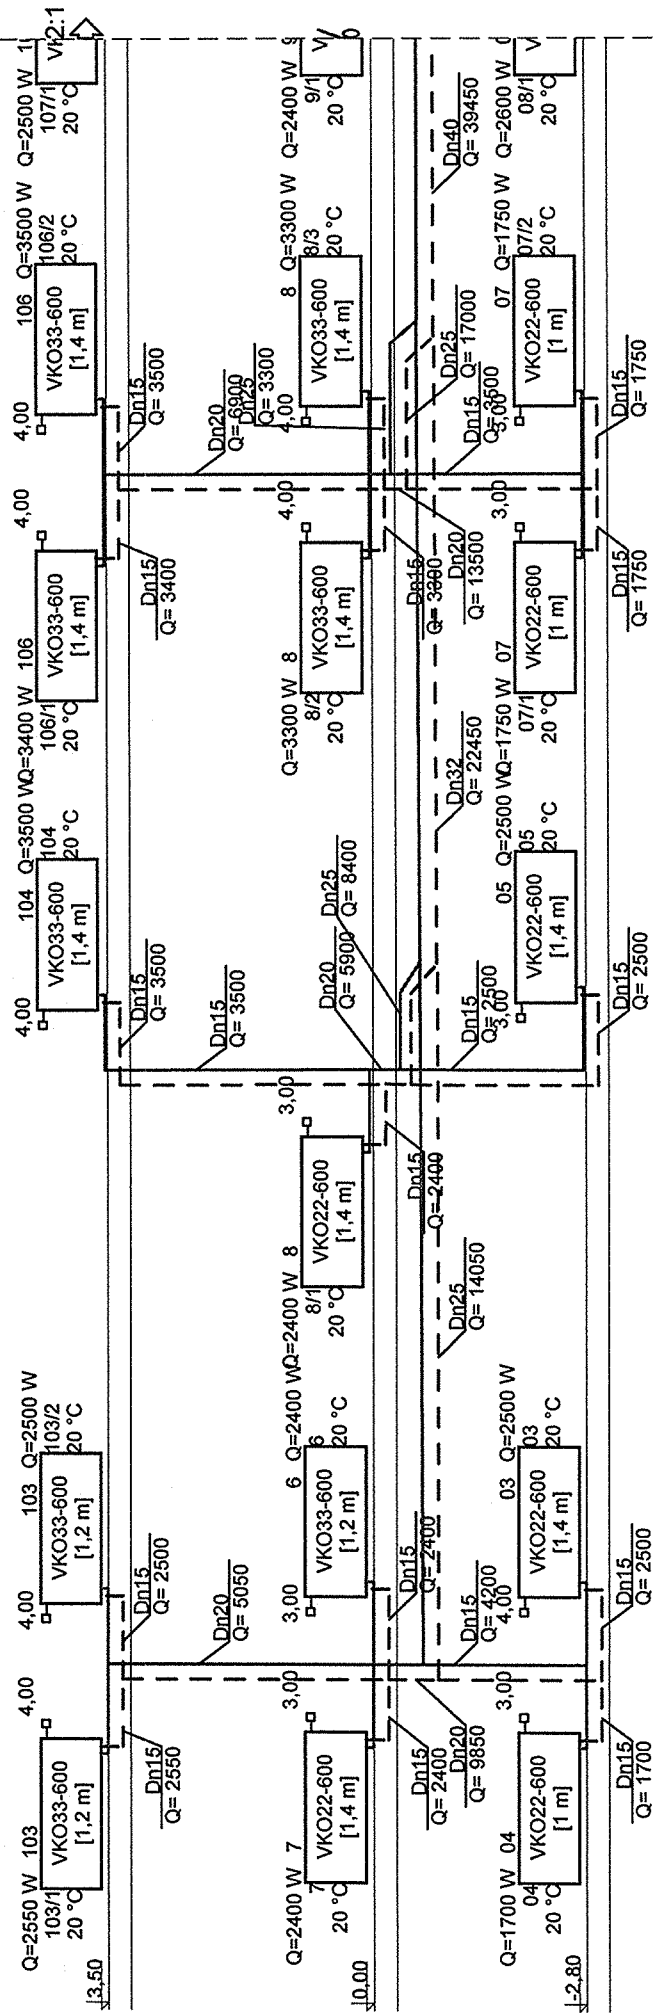 Q=2550 W 103
103/1
20 °C
VKO33-600
[1,2 m]
4,00
4,00
103 Q=2500 W
103/2
20 °C
VKO33-600
[1,2 m]
Dn15
Q= 2550
Dn15
Q= 2500
Dn20
Q= 5050
4,00
104 Q=3500 W
104
20 °C
VKO33-600
[1,4 m]
Dn15
Q= 3500
Dn15
Q= 3500
Q=3400 W 106
106/1
20 °C
VKO33-600
[1,4 m]
4,00
4,00
106 Q=3500 W
106/2
20 °C
VKO33-600
[1,4 m]
Dn15
Q= 3400
Dn15
Q= 3500
Dn20
Q= 6900
Q=2500 W
107/1
20 °C
3,50
Q=2400 W 7
7
20 °C
VKO22-600
[1,4 m]
3,00
3,00
6 Q=2400 W
6
20 °C
VKO33-600
[1,2 m]
Dn15
Q= 2400
Dn20
Q= 9850
Dn15
Q= 2400
Dn15
Q= 4200
Q=2400 W 8
8/1
20 °C
VKO22-600
[1,4 m]
3,00
Dn15
Q= 2400
Dn25
Q= 14050
Dn20
Q= 5900
Dn25
Q= 8400
Dn15
Q= 2500
Dn32
Q= 22450
Q=3300 W 8
8/2
20 °C
VKO33-600
[1,4 m]
4,00
4,00
8 Q=3300 W
8/3
20 °C
VKO33-600
[1,4 m]
Dn15
Q= 3300
Dn20
Q= 13500
Dn25
Q= 3300
Dn15
Q= 3500
Dn25
Q= 17000
Dn40
Q= 39450
Q=2400 W
9/1
20 °C
0,00
Q=1700 W 04
04
20 °C
VKO22-600
[1 m]
3,00
4,00
03 Q=2500 W
03
20 °C
VKO22-600
[1,4 m]
Dn15
Q= 1700
Dn15
Q= 2500
3,00
05 Q=2500 W
05
20 °C
VKO22-600
[1,4 m]
Dn15
Q= 2500
Q=1750 W 07
07/1
20 °C
VKO22-600
[1 m]
3,00
3,00
07 Q=1750 W
07/2
20 °C
VKO22-600
[1 m]
Dn15
Q= 1750
Dn15
Q= 1750
Q=2600 W
08/1
20 °C
-2,80